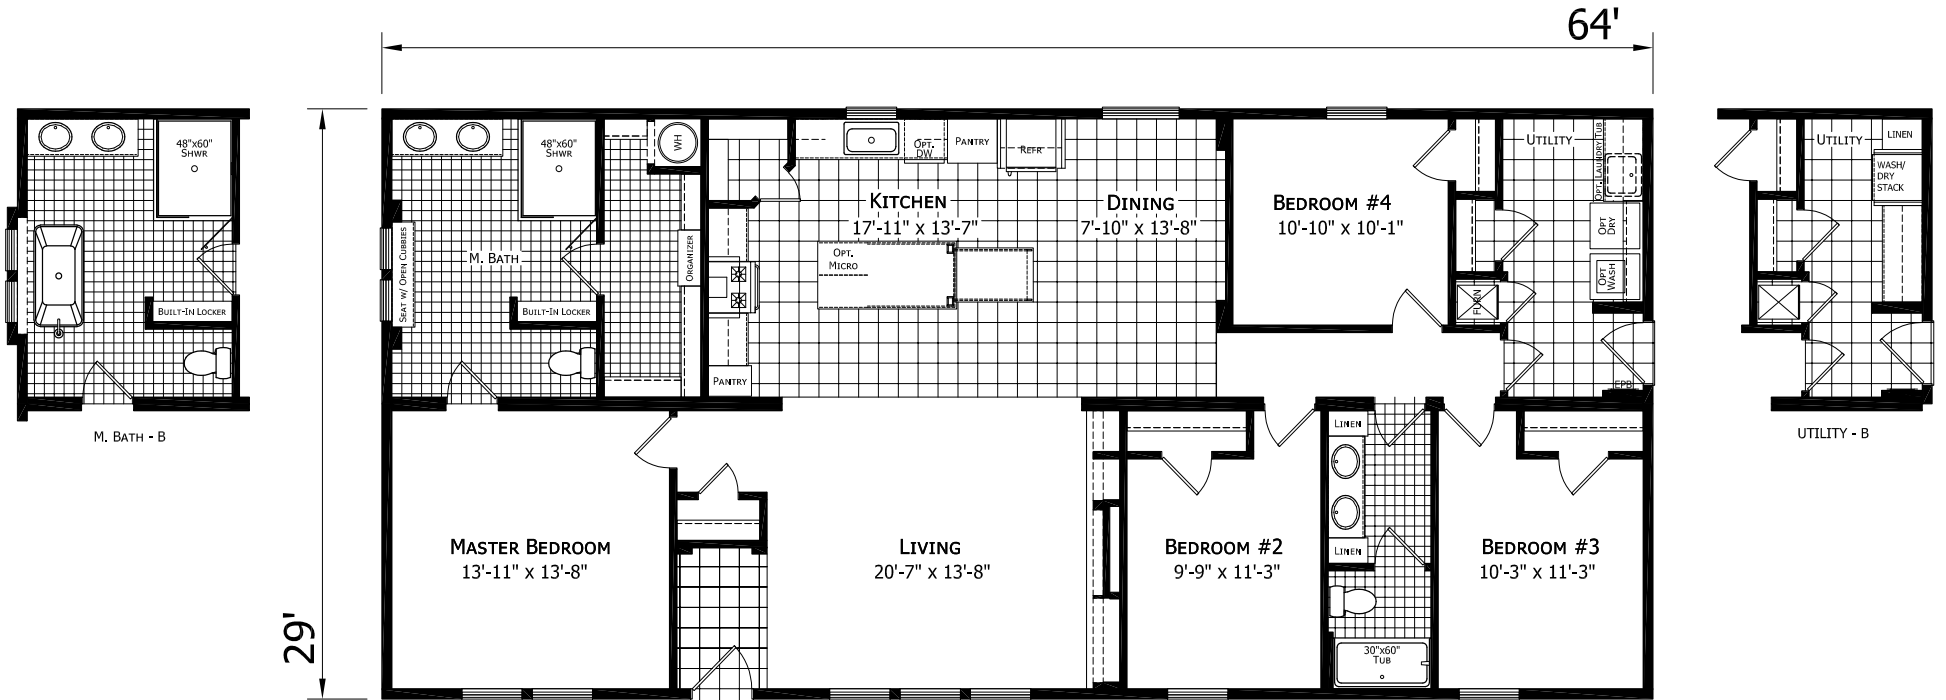 64'
29'
48"x60"
SHWR
BUILT-IN LOCKER
M. BATH - B
48"x60"
SHWR
M. BATH
SEAT W/ OPEN CUBBIES
BUILT-IN LOCKER
WH
ORGANIZER
OPT.
DW
PANTRY
REFR
KITCHEN
17'-11" x 13'-7"
OPT.
MICRO
PANTRY
DINING
7'-10" x 13'-8"
BEDROOM #4
10'-10" x 10'-1"
UTILITY
OPT. LAUNDRY TUB
OPT
DRY
OPT
WASH
FURN
EPB
MASTER BEDROOM
13'-11" x 13'-8"
LIVING
20'-7" x 13'-8"
BEDROOM #2
9'-9" x 11'-3"
LINEN
LINEN
30"x60"
TUB
BEDROOM #3
10'-3" x 11'-3"
UTILITY
LINEN
WASH/
DRY
STACK
UTILITY - B